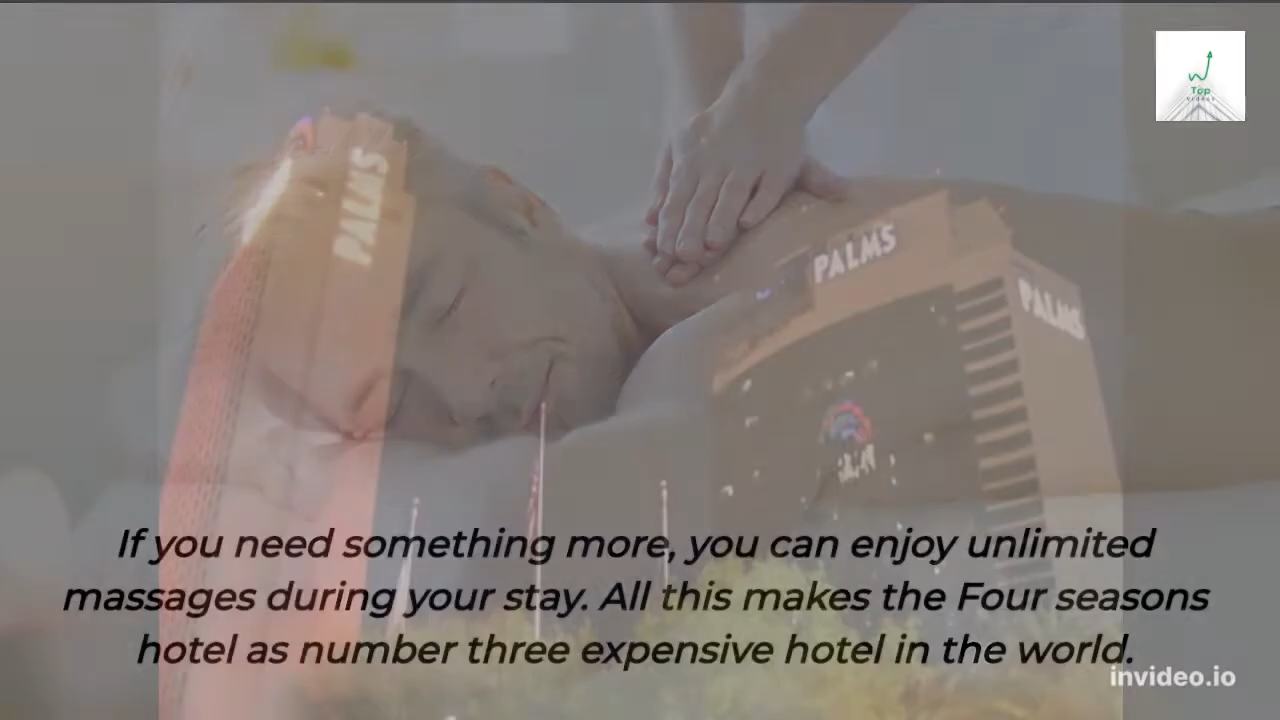 Top
PALMS
PALMS
PALMS
If you need something more, you can enjoy unlimited
massages during your stay. All this makes the Four seasons
hotel as number three expensive hotel in the world.
invideo.io